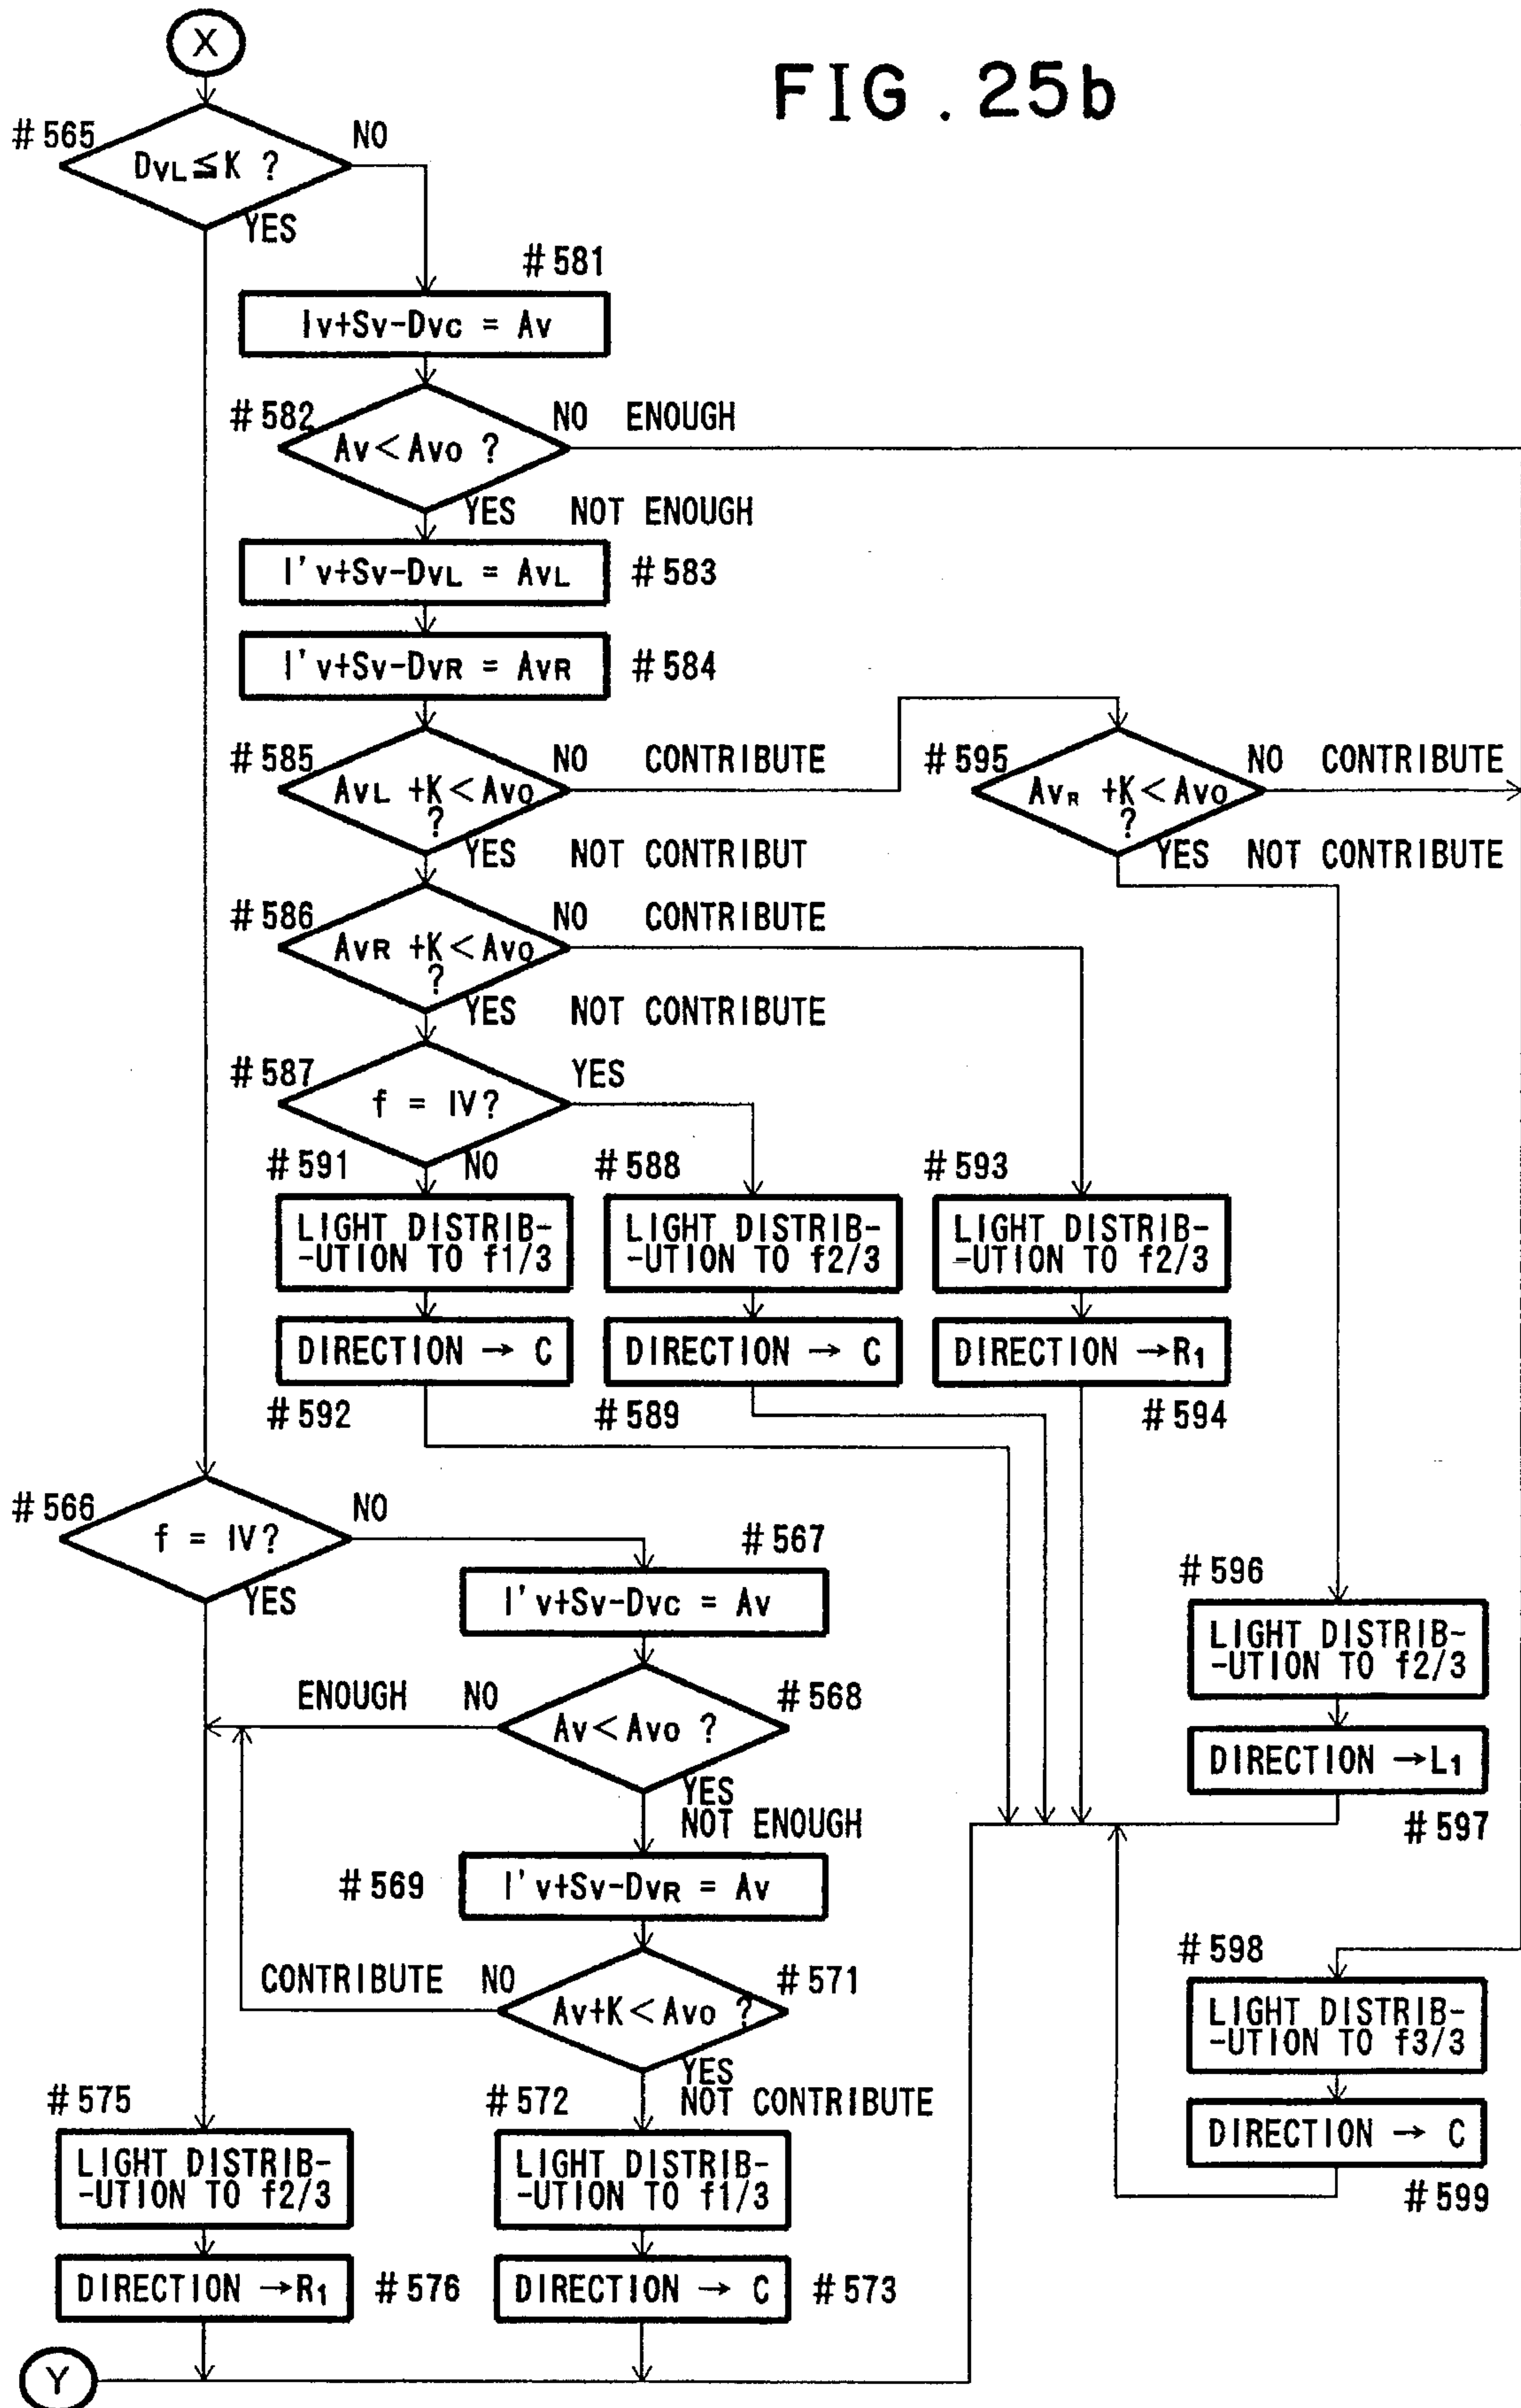 X
FIG. 25b
#565
NO
DVL≦K ?
YES
#581
Iv+Sv-Dvc = Av
#582
NO ENOUGH
Av<Avo ?
YES NOT ENOUGH
I'v+Sv-DvL = AvL
#583
I'v+Sv-DvR = AvR
#584
#585
NO CONTRIBUTE
AvL +K<Avo
?
YES NOT CONTRIBUT
#595
NO CONTRIBUTE
AvR +K<Avo
?
YES NOT CONTRIBUTE
#586
NO CONTRIBUTE
AvR +K<Avo
?
YES NOT CONTRIBUTE
#587
YES
f = IV?
NO
#591
LIGHT DISTRIB-
-UTION TO f1/3
DIRECTION → C
#592
#588
LIGHT DISTRIB-
-UTION TO f2/3
DIRECTION → C
#589
#593
LIGHT DISTRIB-
-UTION TO f2/3
DIRECTION →R1
#594
#566
NO
f = IV?
YES
#567
I'v+Sv-Dvc = Av
ENOUGH NO
#568
Av<Avo ?
YES
NOT ENOUGH
#569
I'v+Sv-DvR = Av
CONTRIBUTE NO
#571
Av+K<Avo ?
YES
NOT CONTRIBUTE
#596
LIGHT DISTRIB-
-UTION TO f2/3
DIRECTION →L1
#597
#598
LIGHT DISTRIB-
-UTION TO f3/3
DIRECTION → C
#599
#575
LIGHT DISTRIB-
-UTION TO f2/3
DIRECTION →R1
#576
#572
LIGHT DISTRIB-
-UTION TO f1/3
DIRECTION → C
#573
Y